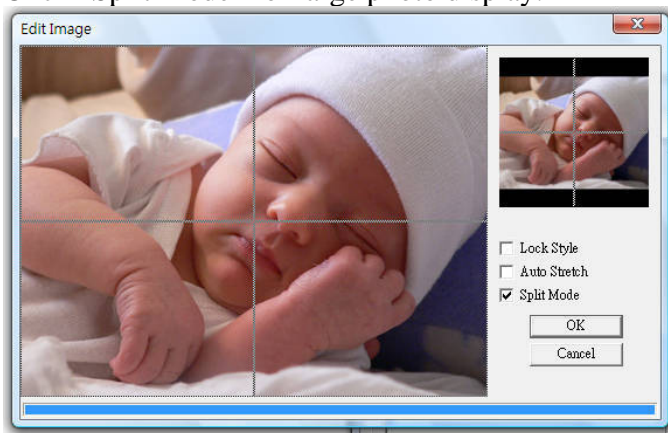 Edit Image
Lock Style
Auto Stretch
Split Mode
OK
Cancel